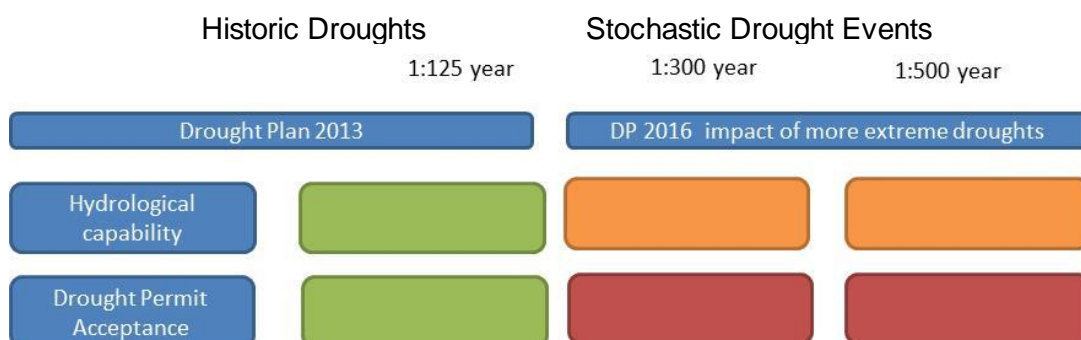 Historic Droughts Stochastic Drought Events
1:125 year 1:300 year 1:500 year
Drought Plan 2013 DP 2016 impact of more extreme droughts
Hydrological
capability
Drought Permit
Acceptance